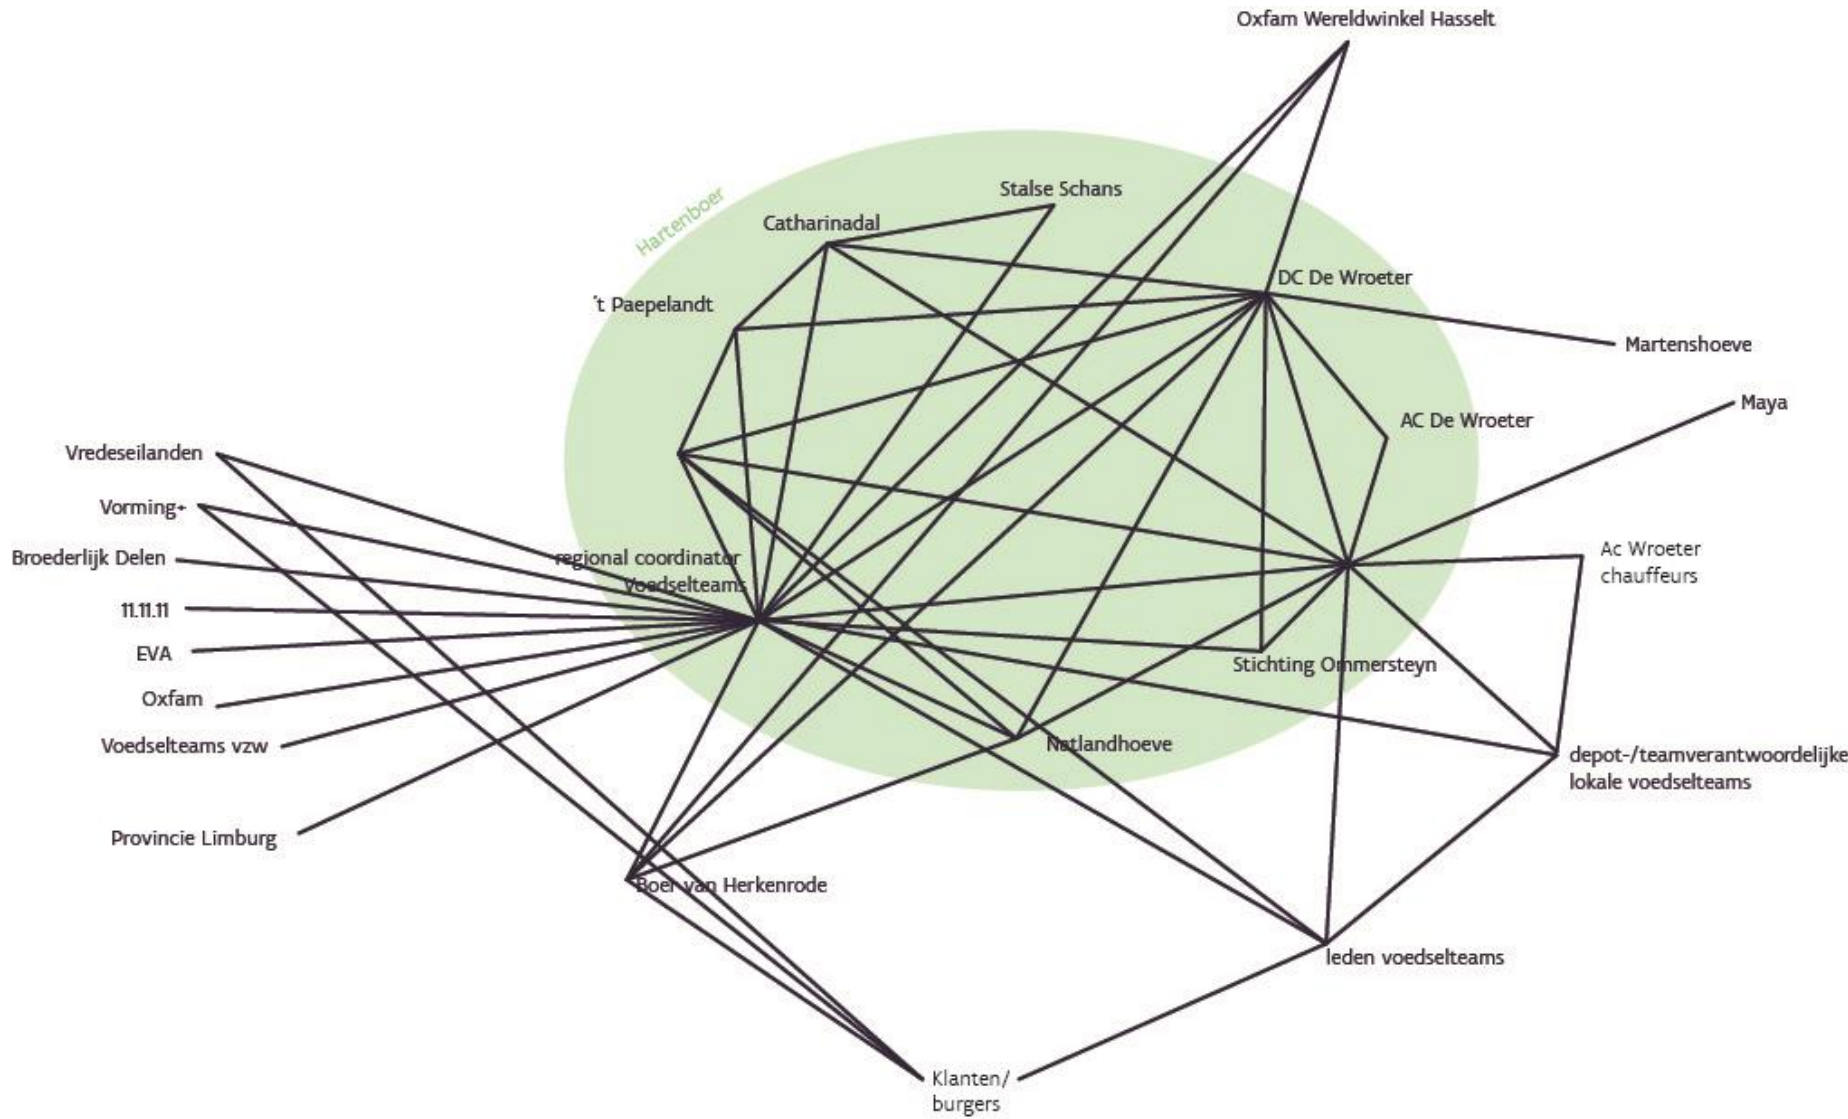 Oxfam Wereldwinkel Hasselt
Stalse Schans
Hartenboer
Catharinadal
DC De Wroeter
't Paepelandt
Martenshoeve
Maya
AC De Wroeter
Vredeseilanden
Vorming+
Broederlijk Delen
regional coordinator
Voedselteams
Ac Wroeter
chauffeurs
11.11.11
EVA
Stichting Ommersteyn
Oxfam
Voedselteams vzw
Natlandhoeve
depot-/teamverantwoordelijke
lokale voedselteams
Provincie Limburg
Boer van Herkenrode
leden voedselteams
Klanten/
burgers